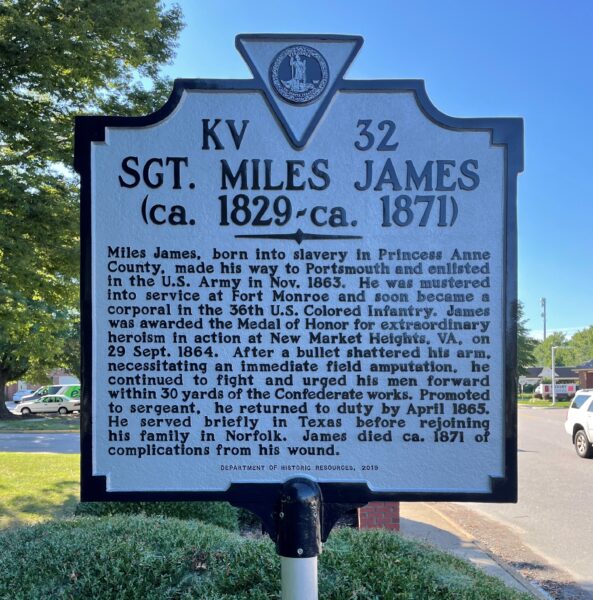 KV 32
SGT. MILES JAMES
(ca. 1829-ca. 1871)
Miles James, born into slavery in Princess Anne
County, made his way to Portsmouth and enlisted
in the U.S. Army in Nov. 1863. He was mustered
into service at Fort Monroe and soon became a
corporal in the 36th U.S. Colored Infantry. James
was awarded the Medal of Honor for extraordinary
heroism in action at New Market Heights, VA, on
29 Sept. 1864. After a bullet shattered his arm,
necessitating an immediate field amputation, he
continued to fight and urged his men forward
within 30 yards of the Confederate works. Promoted
to sergeant, he returned to duty by April 1865.
He served briefly in Texas before rejoining
his family in Norfolk. James died ca. 1871 of
complications from his wound.
DEPARTMENT OF HISTORIC RESOURCES, 2019